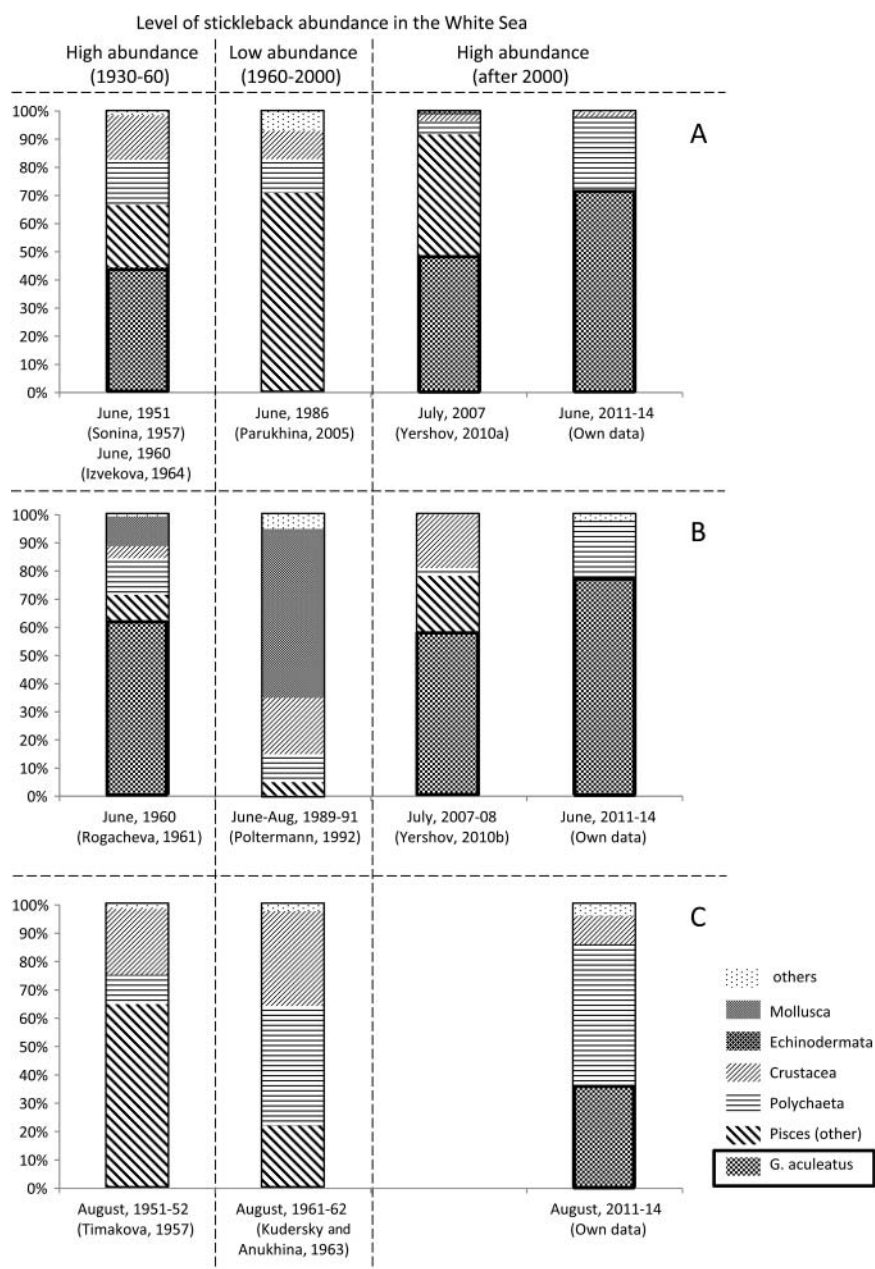 Level of stickleback abundance in the White Sea
High abundance
(1930-60)
Low abundance
(1960-2000)
High abundance
(after 2000)
A
100%
90%
80%
70%
60%
50%
40%
30%
20%
10%
0%
June, 1951
(Sonina, 1957)
June, 1960
(Izvekova, 1964)
June, 1986
(Parukhina, 2005)
July, 2007
(Yershov, 2010a)
June, 2011-14
(Own data)
B
100%
90%
80%
70%
60%
50%
40%
30%
20%
10%
0%
June, 1960
(Rogacheva, 1961)
June-Aug, 1989-91
(Poltermann, 1992)
July, 2007-08
(Yershov, 2010b)
June, 2011-14
(Own data)
C
100%
90%
80%
70%
60%
50%
40%
30%
20%
10%
0%
August, 1951-52
(Timakova, 1957)
August, 1961-62
(Kudersky and
Anukhina, 1963)
August, 2011-14
(Own data)
others
Mollusca
Echinodermata
Crustacea
Polychaeta
Pisces (other)
G. aculeatus